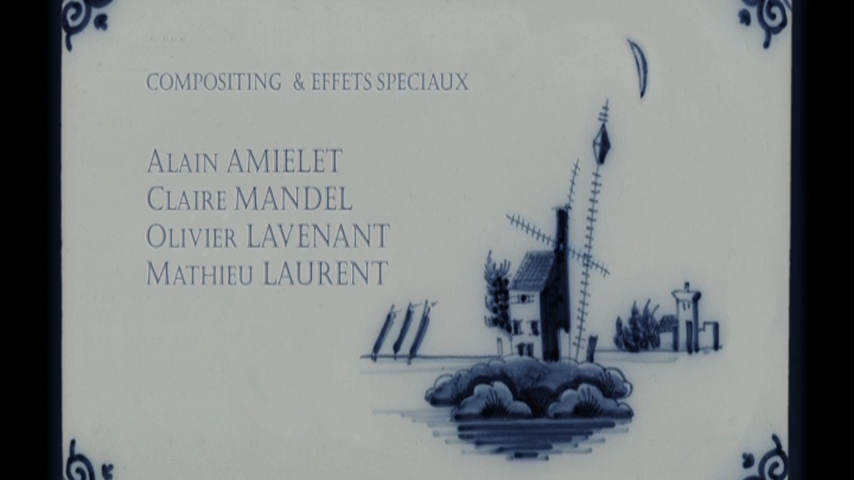 COMPOSITING & EFFETS SPECIAUX
ALAIN AMIELET
CLAIRE MANDEL
OLIVIER LAVENANT
MATHIEU LAURENT